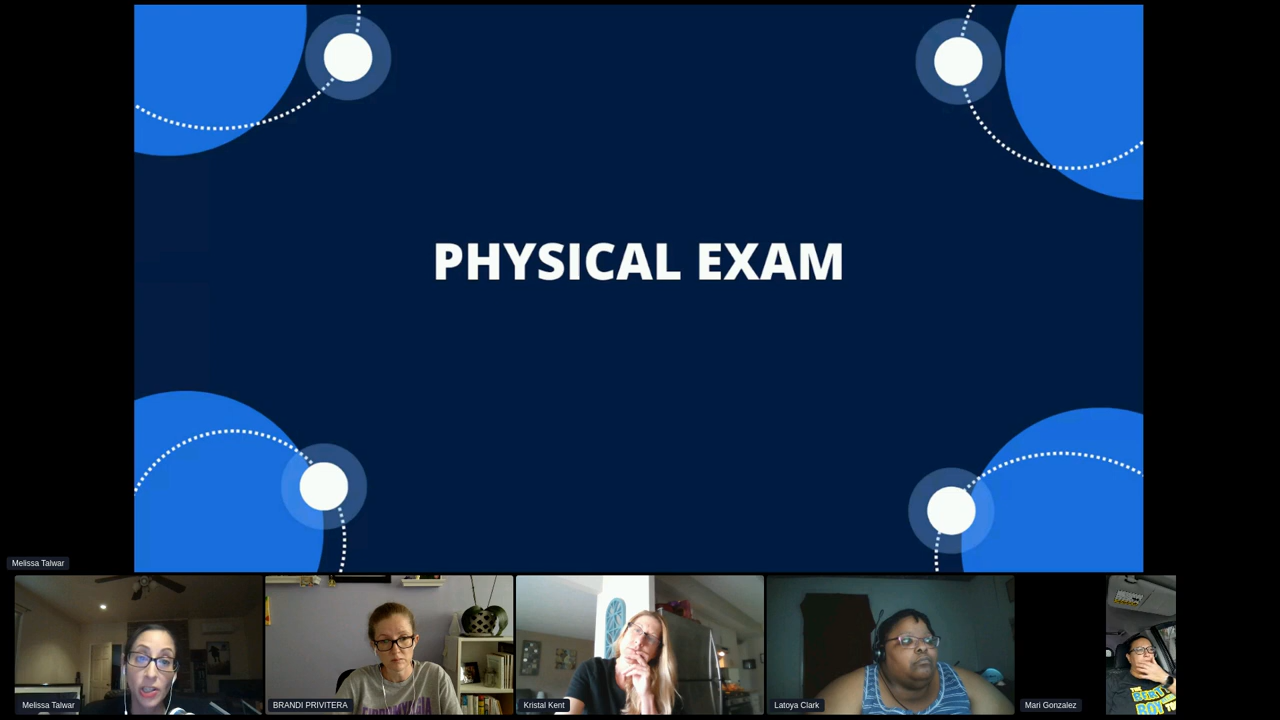 PHYSICAL EXAM
Melissa Talwar
Melissa Talwar
BRANDI PRIVITERA
Kristal Kent
Latoya Clark
Mari Gonzalez